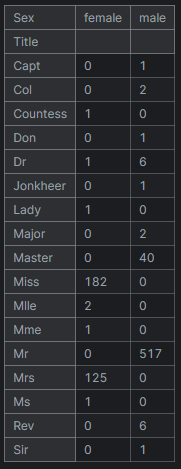 Sex female male
Title
Capt 0 1
Col 0 2
Countess 1 0
Don 0 1
Dr 1 6
Jonkheer 0 1
Lady 1 0
Major 0 2
Master 0 40
Miss 182 0
Mlle 2 0
Mme 1 0
Mr 0 517
Mrs 125 0
Ms 1 0
Rev 0 6
Sir 0 1